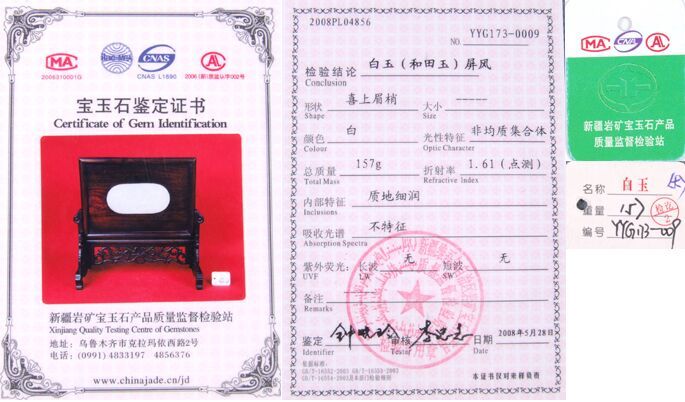 MA
CNAS
AL
2006310001G
CNAS L1890
2006(新)质监认字002号
宝玉石鉴定证书
Certificate of Gem Identification
新疆岩矿宝玉石产品质量监督检验站
Xinjiang Quality Testing Centre of Gemstones
地址：乌鲁木齐市克拉玛依西路2号
电话：(0991) 4833197 4856376
www.chinajade.cn/jd
2008PL04856
NO. YYG173-0009
检验结论 白玉（和田玉）屏风
Conclusion
形状 喜上眉梢 大小 -----
Shape Size
颜色 白 光性特征 非均质集合体
Colour Optic Character
总质量 157g 折射率 1.61（点测）
Total Mass Refractive Index
内部特征 质地细润
Inclusions
吸收光谱 不特征
Absorption Spectra
紫外荧光： 长波 无 短波 无
UVF LW SW
备注
Remarks
鉴定 审核 日期 2008年5月28日
Identifier Tester Date
依据标准：
本证书仅对来样负责
MA
CNAS
AL
新疆岩矿宝玉石产品
质量监督检验站
名称 白玉
重量 157
编号 YYG173-009